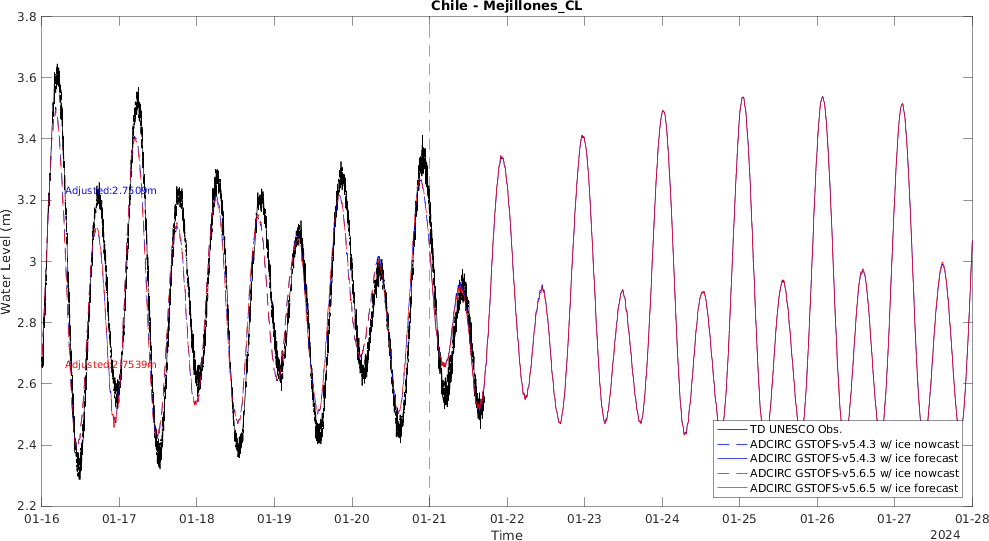 Chile - Mejillones_CL
3.8
3.6
3.4
3.2
3
2.8
2.6
2.4
2.2
Water Level (m)
Adjusted:2.7509m
Adjusted:2.7539m
TD UNESCO Obs.
ADCIRC GSTOFS-v5.4.3 w/ ice nowcast
ADCIRC GSTOFS-v5.4.3 w/ ice forecast
ADCIRC GSTOFS-v5.6.5 w/ ice nowcast
ADCIRC GSTOFS-v5.6.5 w/ ice forecast
01-16 01-17 01-18 01-19 01-20 01-21 01-22 01-23 01-24 01-25 01-26 01-27 01-28
Time
2024